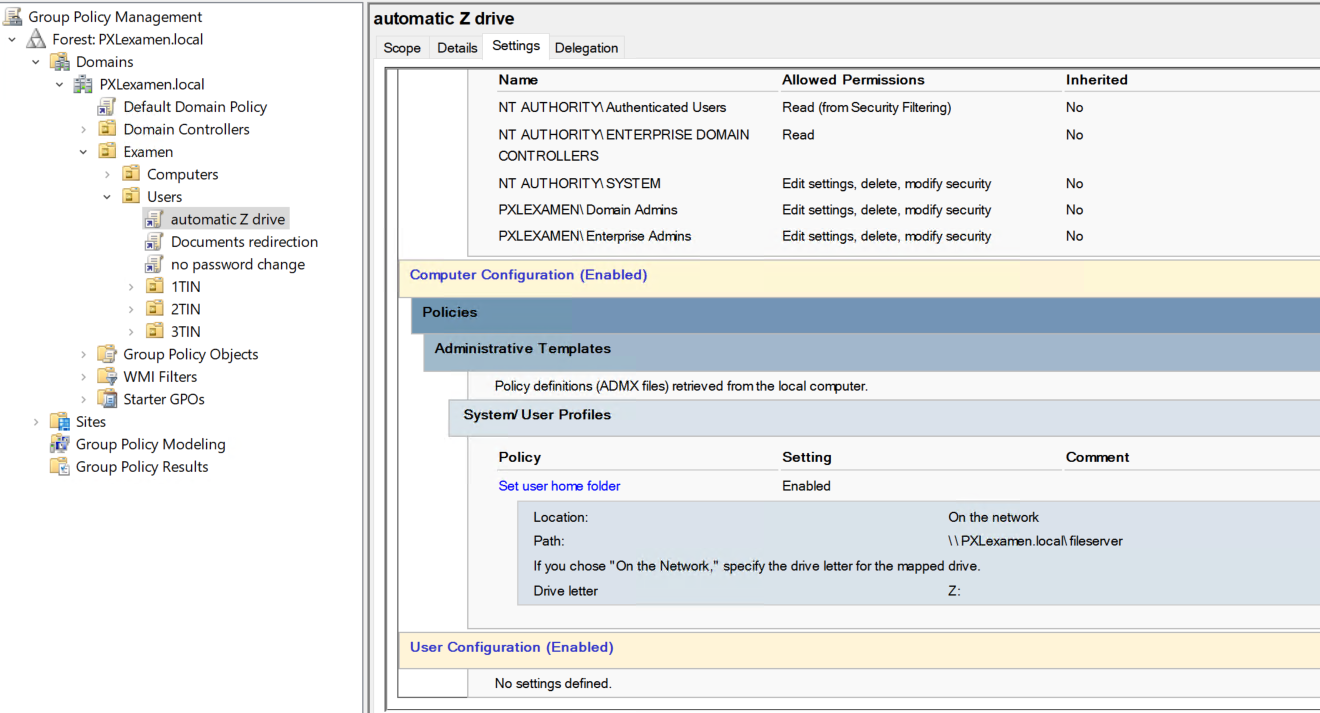 Group Policy Management
Forest: PXLexamen.local
Domains
PXLexamen.local
Default Domain Policy
Domain Controllers
Examen
Computers
Users
automatic Z drive
Documents redirection
no password change
1TIN
2TIN
3TIN
Group Policy Objects
WMI Filters
Starter GPOs
Sites
Group Policy Modeling
Group Policy Results
automatic Z drive
Scope Details Settings Delegation
Name Allowed Permissions Inherited
NT AUTHORITY\Authenticated Users Read (from Security Filtering) No
NT AUTHORITY\ENTERPRISE DOMAIN Read No
CONTROLLERS
NT AUTHORITY\SYSTEM Edit settings, delete, modify security No
PXLEXAMEN\Domain Admins Edit settings, delete, modify security No
PXLEXAMEN\Enterprise Admins Edit settings, delete, modify security No
Computer Configuration (Enabled)
Policies
Administrative Templates
Policy definitions (ADMX files) retrieved from the local computer.
System/User Profiles
Policy Setting Comment
Set user home folder Enabled
Location: On the network
Path: \\PXLexamen.local\fileserver
If you chose "On the Network," specify the drive letter for the mapped drive.
Drive letter Z:
User Configuration (Enabled)
No settings defined.